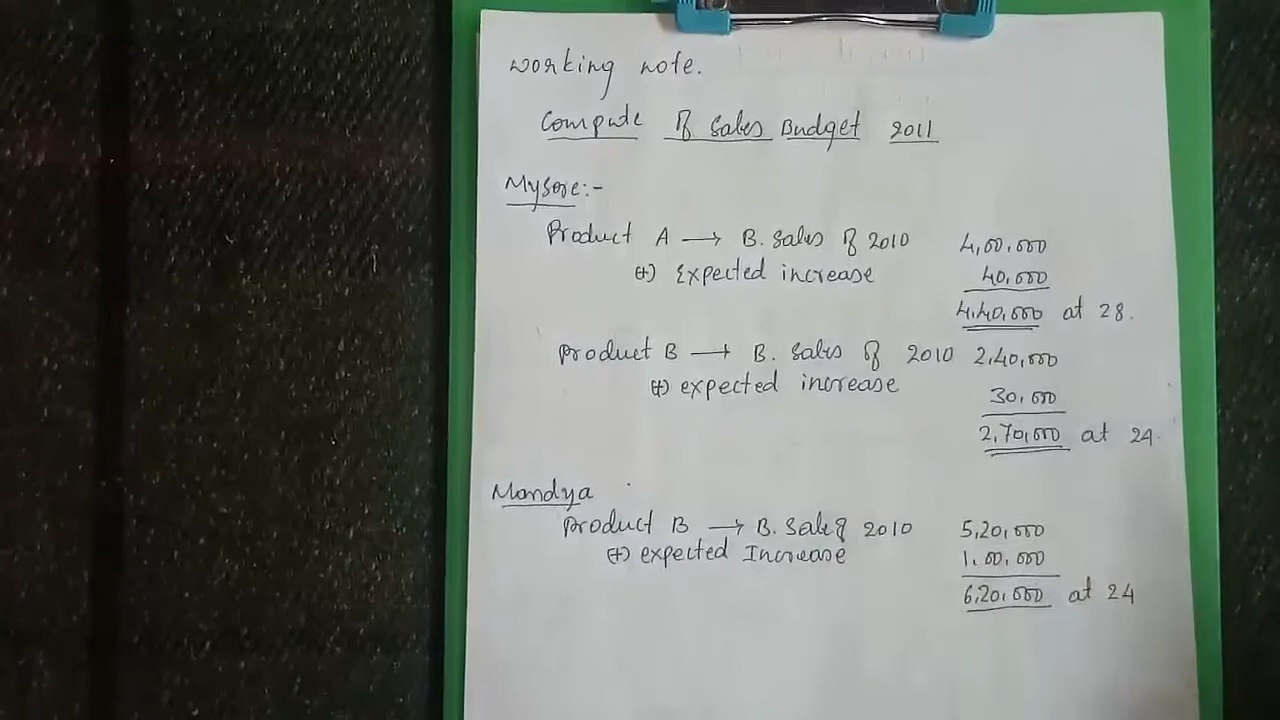 working note.
Compute of Sales Budget 2011
Mysore:-
Product A → B. Sales of 2010 4,00,000
(+) Expected increase 40,000
4,40,000 at 28.
Product B → B. Sales of 2010 2,40,000
(+) expected increase
30,000
2,70,000 at 24.
Mandya
Product B → B. Sale of 2010 5,20,000
(+) expected Increase 1,00,000
6,20,000 at 24